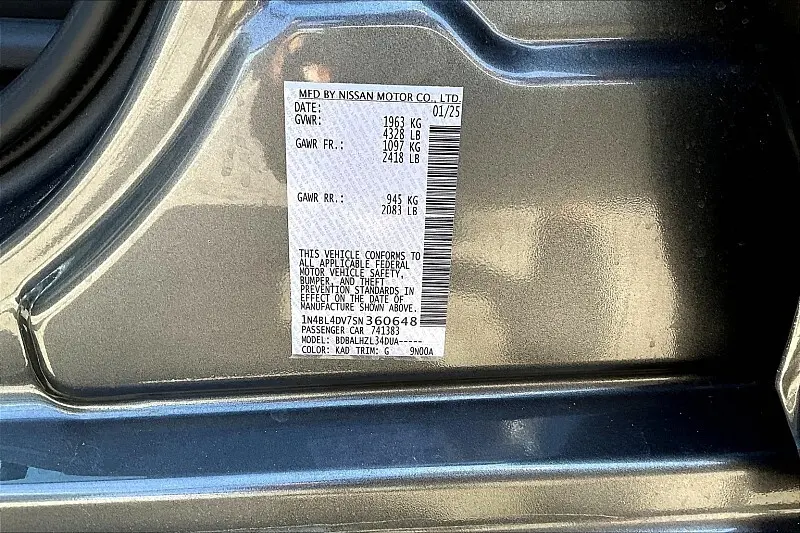 MFD BY NISSAN MOTOR CO., LTD.
DATE: 01/25
GVWR: 1963 KG
4328 LB
GAWR FR.: 1097 KG
2418 LB
GAWR RR.: 945 KG
2083 LB
THIS VEHICLE CONFORMS TO
ALL APPLICABLE FEDERAL
MOTOR VEHICLE SAFETY,
BUMPER, AND THEFT
PREVENTION STANDARDS IN
EFFECT ON THE DATE OF
MANUFACTURE SHOWN ABOVE.
1N4BL4DV7SN360648
PASSENGER CAR 741383
MODEL: BDBALHZL34DUA-----
COLOR: KAD TRIM: G 9N00A